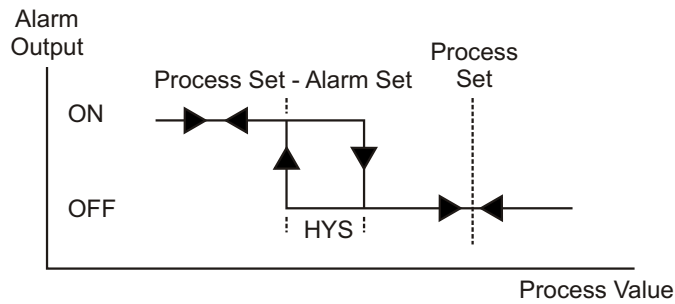 Alarm
Output
Process
Set
Process Set - Alarm Set
ON
OFF
HYS
Process Value